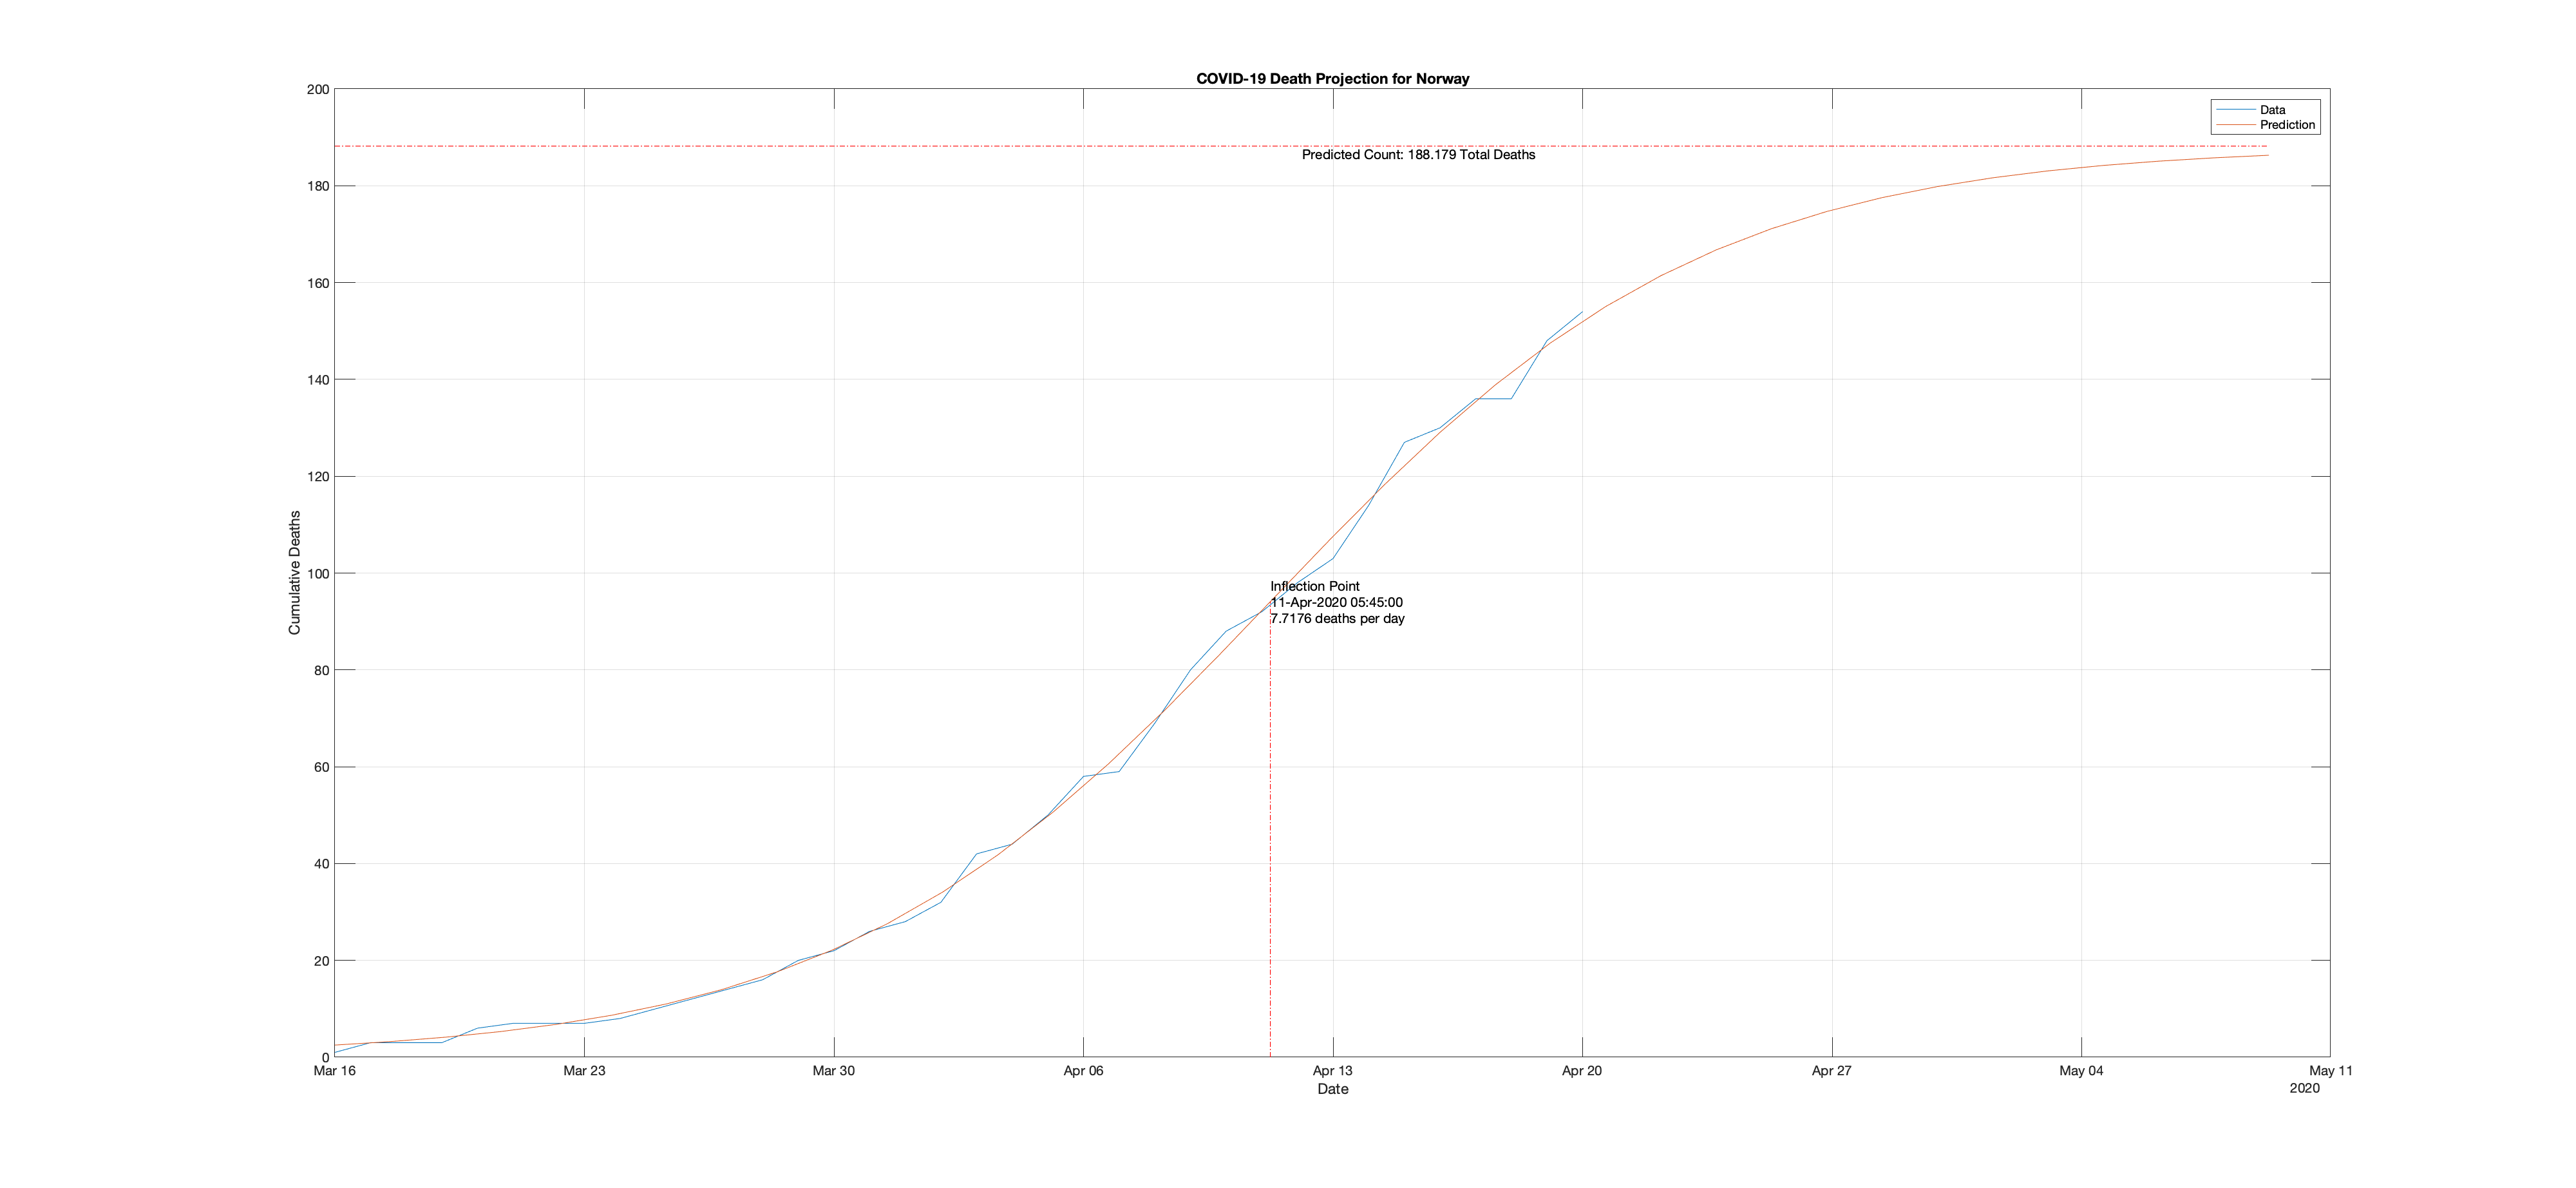 COVID-19 Death Projection for Norway
200
180
160
140
120
100
80
60
40
20
0
Cumulative Deaths
Data
Prediction
Predicted Count: 188.179 Total Deaths
Inflection Point
11-Apr-2020 05:45:00
7.7176 deaths per day
Mar 16 Mar 23 Mar 30 Apr 06 Apr 13 Apr 20 Apr 27 May 04 May 11
Date
2020